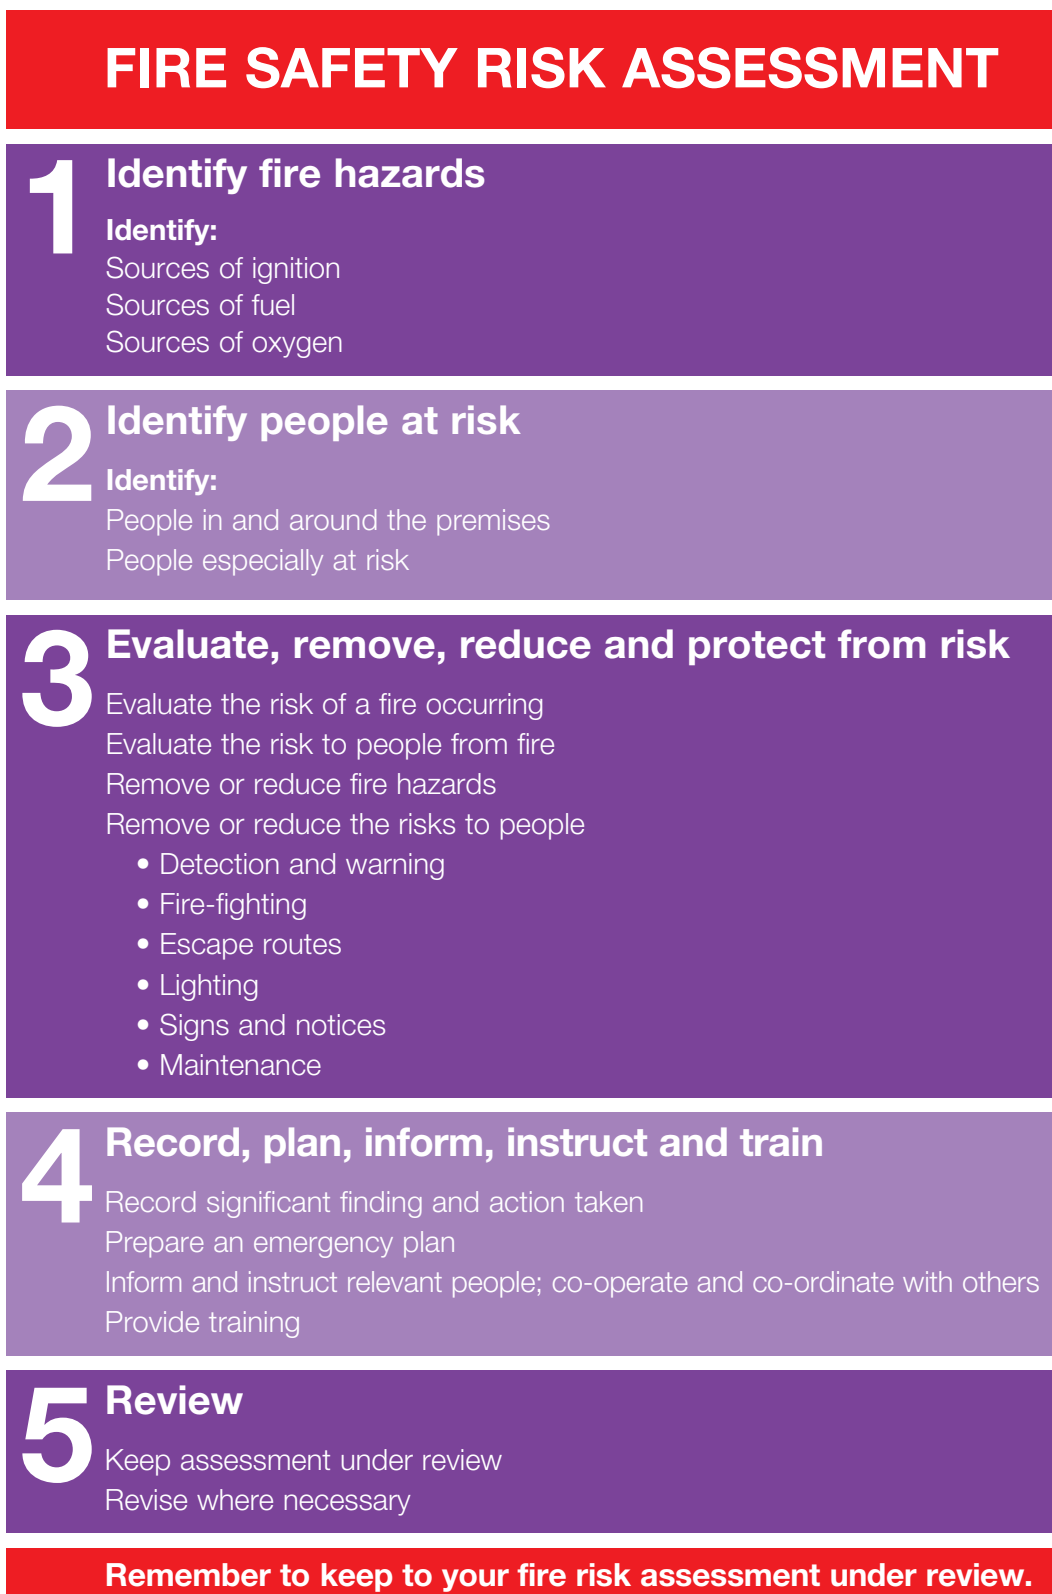 FIRE SAFETY RISK ASSESSMENT
1 Identify fire hazards
Identify:
Sources of ignition
Sources of fuel
Sources of oxygen
2 Identify people at risk
Identify:
People in and around the premises
People especially at risk
3 Evaluate, remove, reduce and protect from risk
Evaluate the risk of a fire occurring
Evaluate the risk to people from fire
Remove or reduce fire hazards
Remove or reduce the risks to people
• Detection and warning
• Fire-fighting
• Escape routes
• Lighting
• Signs and notices
• Maintenance
4 Record, plan, inform, instruct and train
Record significant finding and action taken
Prepare an emergency plan
Inform and instruct relevant people; co-operate and co-ordinate with others
Provide training
5 Review
Keep assessment under review
Revise where necessary
Remember to keep to your fire risk assessment under review.